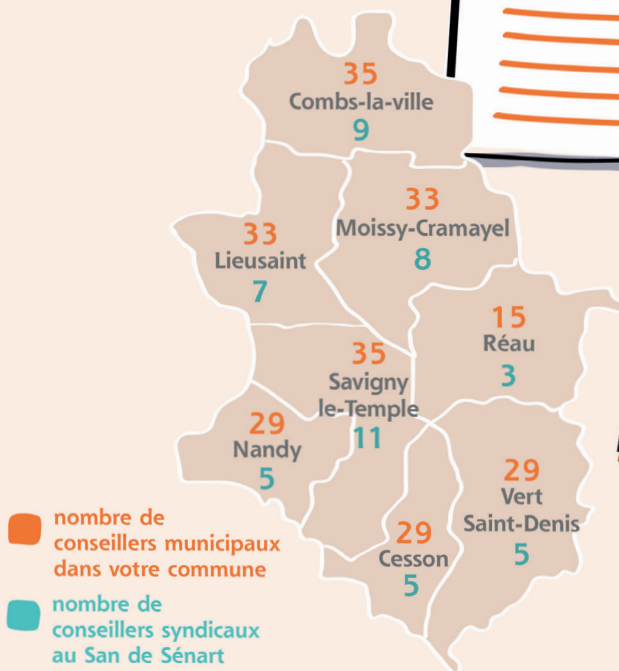 35
Combs-la-ville
9
33
Moissy-Cramayel
8
33
Lieusaint
7
15
Réau
3
35
Savigny
le-Temple
11
29
Nandy
5
29
Vert
Saint-Denis
5
29
Cesson
5
nombre de
conseillers municipaux
dans votre commune
nombre de
conseillers syndicaux
au San de Sénart